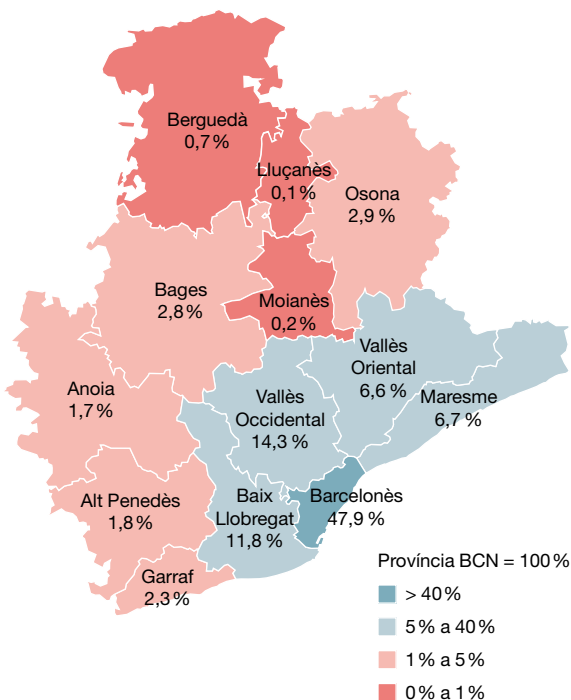 Berguedà
0,7 %
Lluçanès
0,1 %
Osona
2,9 %
Bages
2,8 %
Moianès
0,2 %
Vallès
Oriental
6,6 %
Maresme
6,7 %
Anoia
1,7 %
Vallès
Occidental
14,3 %
Alt Penedès
1,8 %
Baix
Llobregat
11,8 %
Barcelonès
47,9 %
Garraf
2,3 %
Província BCN = 100 %
> 40 %
5 % a 40 %
1 % a 5 %
0 % a 1 %